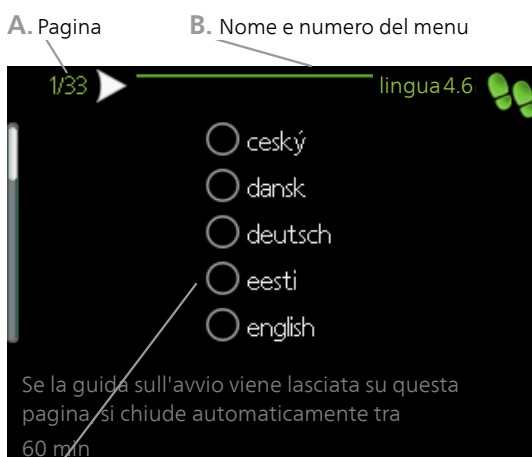 A. Pagina
B. Nome e numero del menu
1/33
lingua 4.6
ceský
dansk
deutsch
eesti
english
Se la guida sull'avvio viene lasciata su questa
pagina, si chiude automaticamente tra
60 min